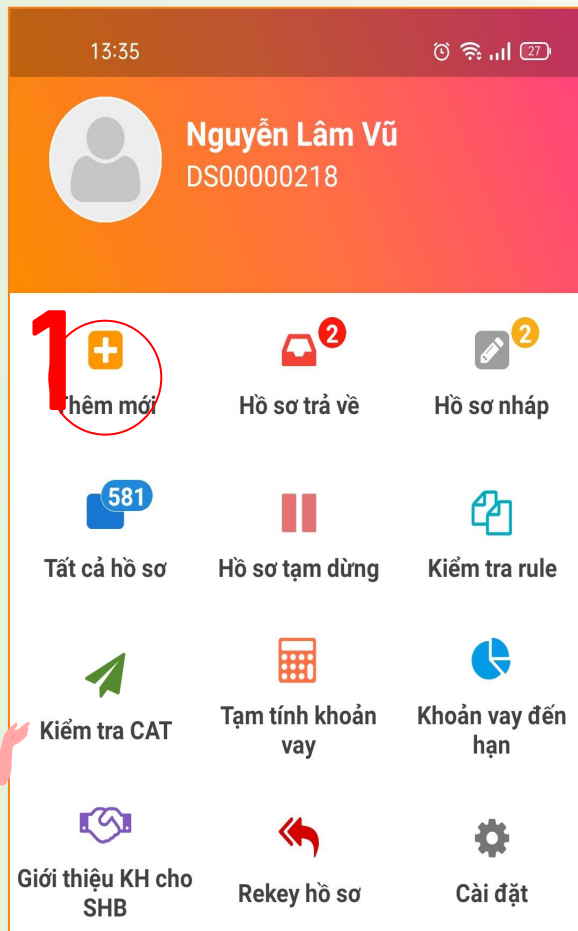 13:35
27
Nguyễn Lâm Vũ
DS00000218
1
2
2
Thêm mới
Hồ sơ trả về
Hồ sơ nháp
581
Tất cả hồ sơ
Hồ sơ tạm dừng
Kiểm tra rule
Kiểm tra CAT
Tạm tính khoản
vay
Khoản vay đến
hạn
Giới thiệu KH cho
SHB
Rekey hồ sơ
Cài đặt